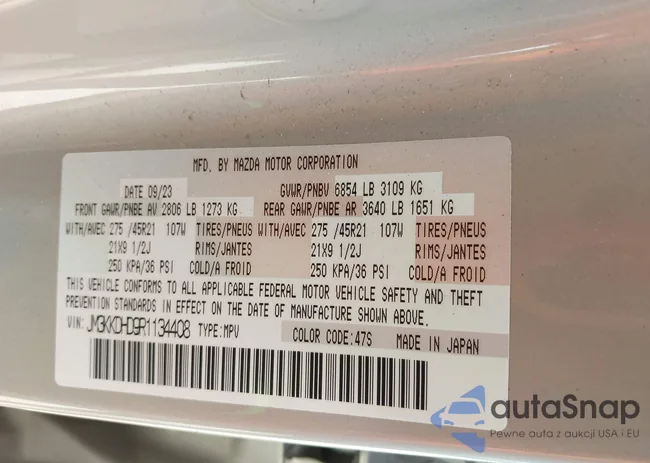 MFD. BY MAZDA MOTOR CORPORATION
DATE 09/23 GVWR/PNBV 6854 LB 3109 KG
FRONT GAWR/PNBE AV 2806 LB 1273 KG REAR GAWR/PNBE AR 3640 LB 1651 KG
WITH/AVEC 275 /45R21 107W TIRES/PNEUS WITH/AVEC 275 /45R21 107W TIRES/PNEUS
21X9 1/2J RIMS/JANTES 21X9 1/2J RIMS/JANTES
250 KPA/36 PSI COLD/A FROID 250 KPA/36 PSI COLD/A FROID
THIS VEHICLE CONFORMS TO ALL APPLICABLE FEDERAL MOTOR VEHICLE SAFETY AND THEFT
PREVENTION STANDARDS IN EFFECT ON THE DATE OF MANUFACTURE SHOWN ABOVE.
VIN: JM3KKDHD9R1134408 TYPE:MPV COLOR CODE:47S MADE IN JAPAN
autaSnap
Pewne auta z aukcji USA i EU